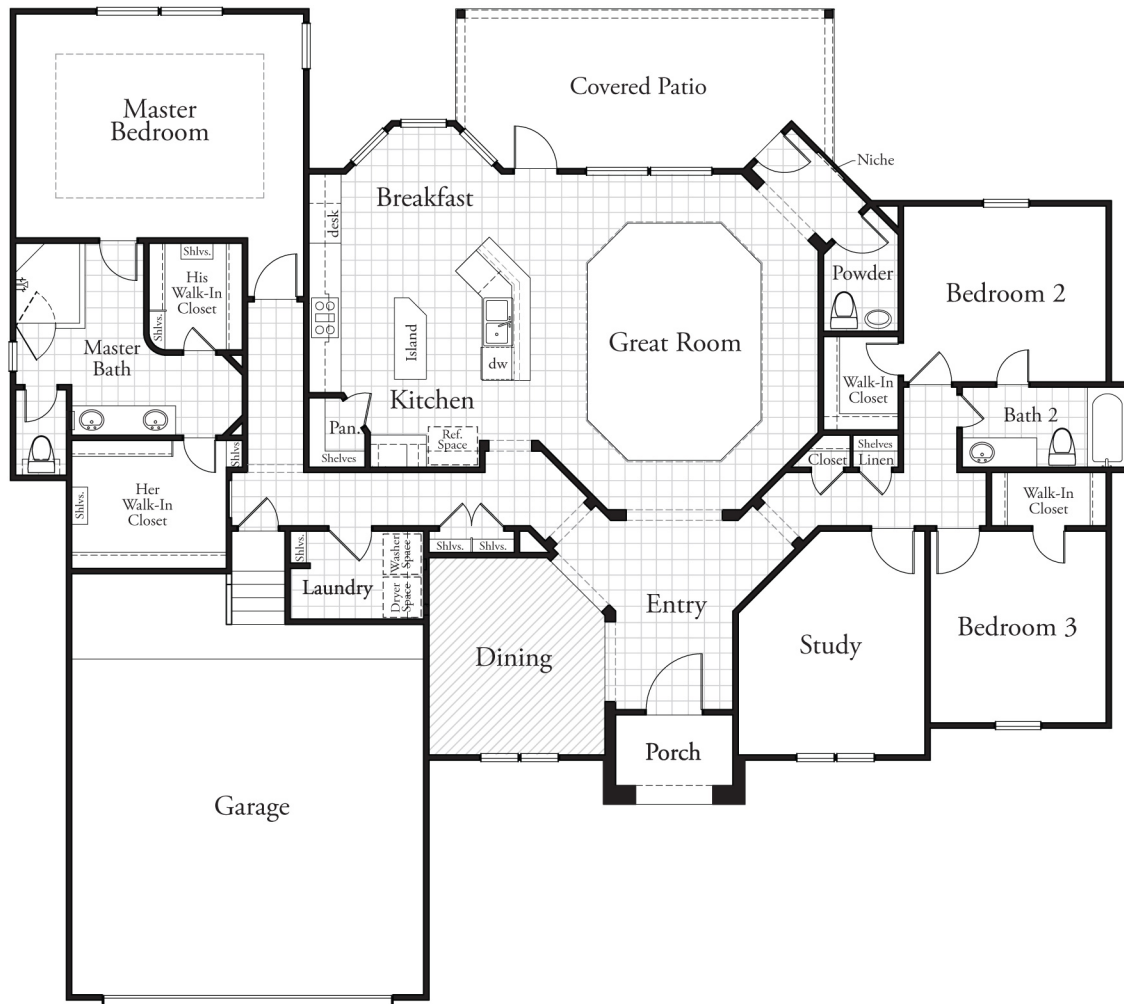 Covered Patio
Master
Bedroom
Niche
Breakfast
desk
Shlvs.
His
Walk-In
Closet
Shlvs.
Powder
Bedroom 2
Master
Bath
Island
dw
Great Room
Walk-In
Closet
Kitchen
Bath 2
Pan.
Shelves
Ref.
Space
Closet
Shelves
Linen
Shlvs.
Her
Walk-In
Closet
Shlvs.
Walk-In
Closet
Shlvs.
Shlvs.
Shlvs.
Washer
Space
Laundry
Dryer
Space
Entry
Dining
Study
Bedroom 3
Porch
Garage